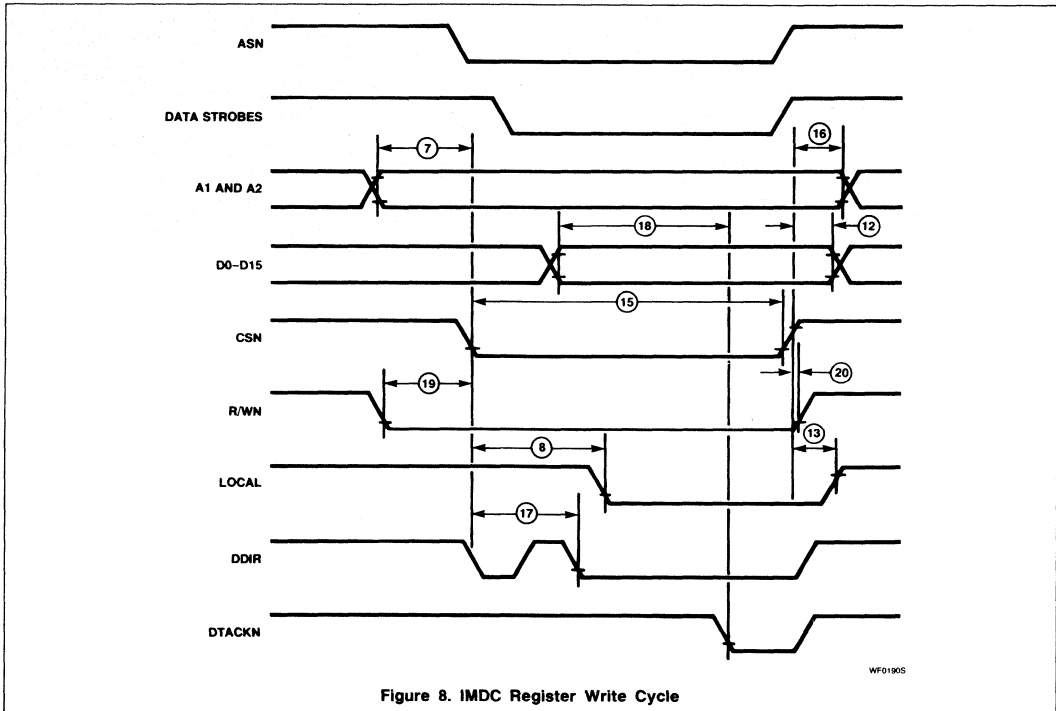 ASN
DATA STROBES
16
7
A1 AND A2
18
12
D0–D15
15
CSN
20
19
R/WN
13
8
LOCAL
17
DDIR
DTACKN
WF0190S
Figure 8. IMDC Register Write Cycle